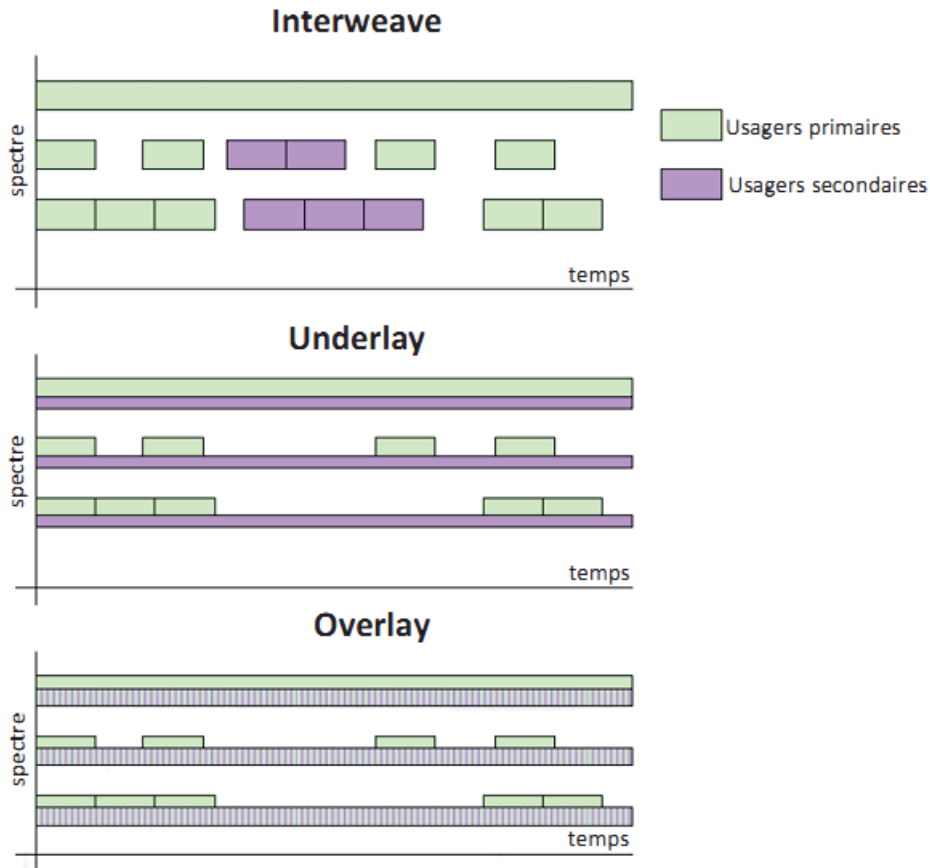 Interweave
spectre
Usagers primaires
Usagers secondaires
temps
Underlay
spectre
temps
Overlay
spectre
temps